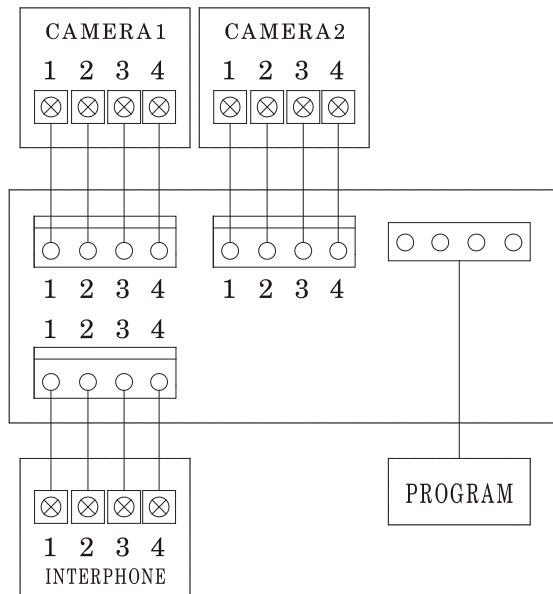 CAMERA1 CAMERA2
1 2 3 4 1 2 3 4
1 2 3 4 1 2 3 4
1 2 3 4
PROGRAM
1 2 3 4
INTERPHONE